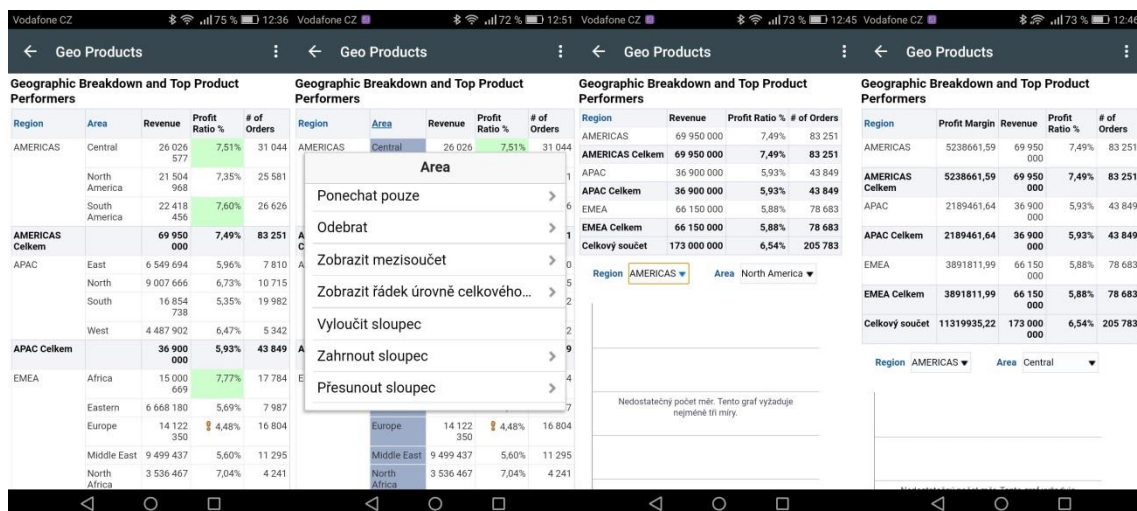 Vodafone CZ 75 % 12:36
Geo Products
Geographic Breakdown and Top Product
Performers
Region Area Revenue Profit Ratio % # of Orders
AMERICAS Central 26 026 577 7,51% 31 044
North America 21 504 968 7,35% 25 581
South America 22 418 456 7,60% 26 626
AMERICAS Celkem 69 950 000 7,49% 83 251
APAC East 6 549 694 5,96% 7 810
North 9 007 666 6,73% 10 715
South 16 854 738 5,35% 19 982
West 4 487 902 6,47% 5 342
APAC Celkem 36 900 000 5,93% 43 849
EMEA Africa 15 000 669 7,77% 17 784
Eastern 6 668 180 5,69% 7 987
Europe 14 122 350 4,48% 16 804
Middle East 9 499 437 5,60% 11 295
North Africa 3 536 467 7,04% 4 241
Vodafone CZ 72 % 12:51
Geo Products
Geographic Breakdown and Top Product
Performers
Region Area Revenue Profit Ratio % # of Orders
AMERICAS Central 26 026 7,51% 31 044
Area
Ponechat pouze
Odebrat
Zobrazit mezisoučet
Zobrazit řádek úrovně celkového...
Vyloučit sloupec
Zahrnout sloupec
Přesunout sloupec
Europe 14 122 350 4,48% 16 804
Middle East 9 499 437 5,60% 11 295
North Africa 3 536 467 7,04% 4 241
Vodafone CZ 73 % 12:45
Geo Products
Geographic Breakdown and Top Product
Performers
Region Revenue Profit Ratio % # of Orders
AMERICAS 69 950 000 7,49% 83 251
AMERICAS Celkem 69 950 000 7,49% 83 251
APAC 36 900 000 5,93% 43 849
APAC Celkem 36 900 000 5,93% 43 849
EMEA 66 150 000 5,88% 78 683
EMEA Celkem 66 150 000 5,88% 78 683
Celkový součet 173 000 000 6,54% 205 783
Region AMERICAS Area North America
Nedostatečný počet měr. Tento graf vyžaduje
nejméně tři míry.
Vodafone CZ 73 % 12:46
Geo Products
Geographic Breakdown and Top Product
Performers
Region Profit Margin Revenue Profit Ratio % # of Orders
AMERICAS 5238661,59 69 950 000 7,49% 83 251
AMERICAS Celkem 5238661,59 69 950 000 7,49% 83 251
APAC 2189461,64 36 900 000 5,93% 43 849
APAC Celkem 2189461,64 36 900 000 5,93% 43 849
EMEA 3891811,99 66 150 000 5,88% 78 683
EMEA Celkem 3891811,99 66 150 000 5,88% 78 683
Celkový součet 11319935,22 173 000 000 6,54% 205 783
Region AMERICAS Area Central